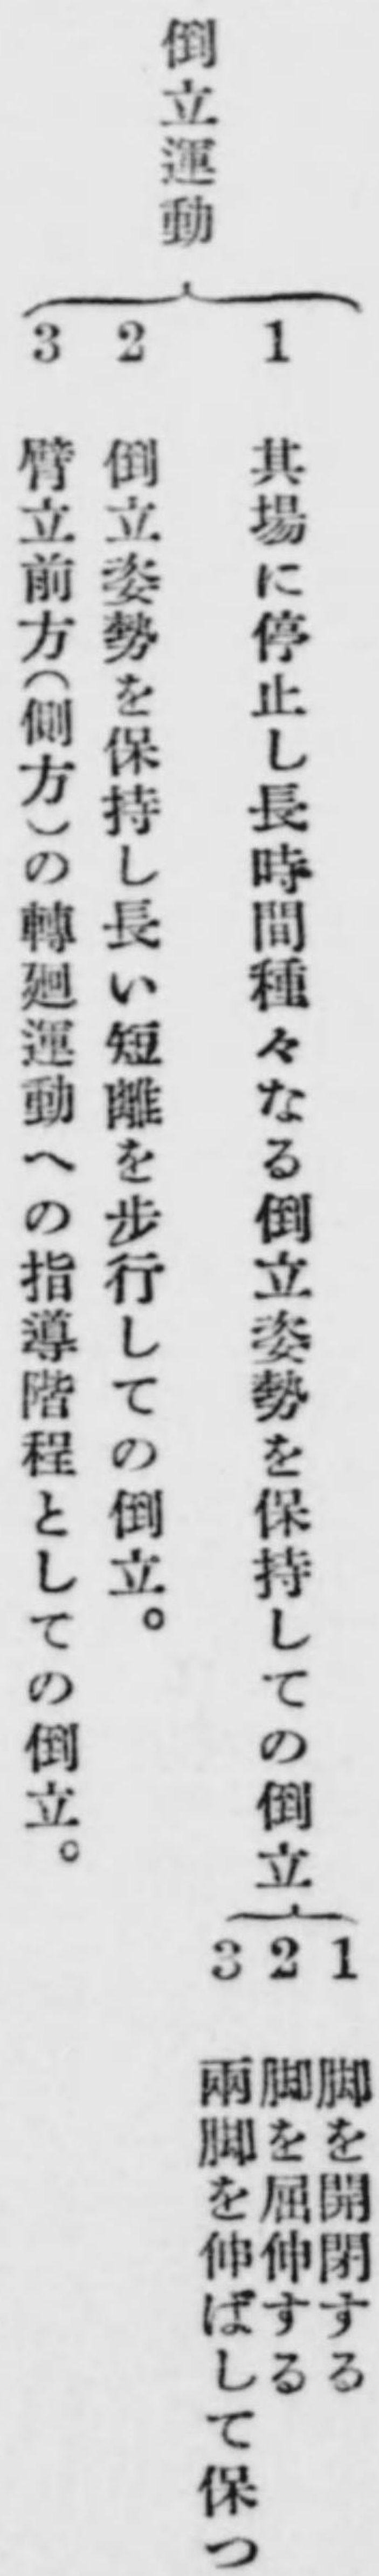 倒立運動
1 其場に停止し長時間種々なる倒立姿勢を保持しての倒立
1 脚を開閉する
2 脚を屈伸する
3 兩脚を伸ばして保つ
2 倒立姿勢を保持し長い短離を步行しての倒立。
3 臂立前方(側方)の轉廻運動への指導階程としての倒立。